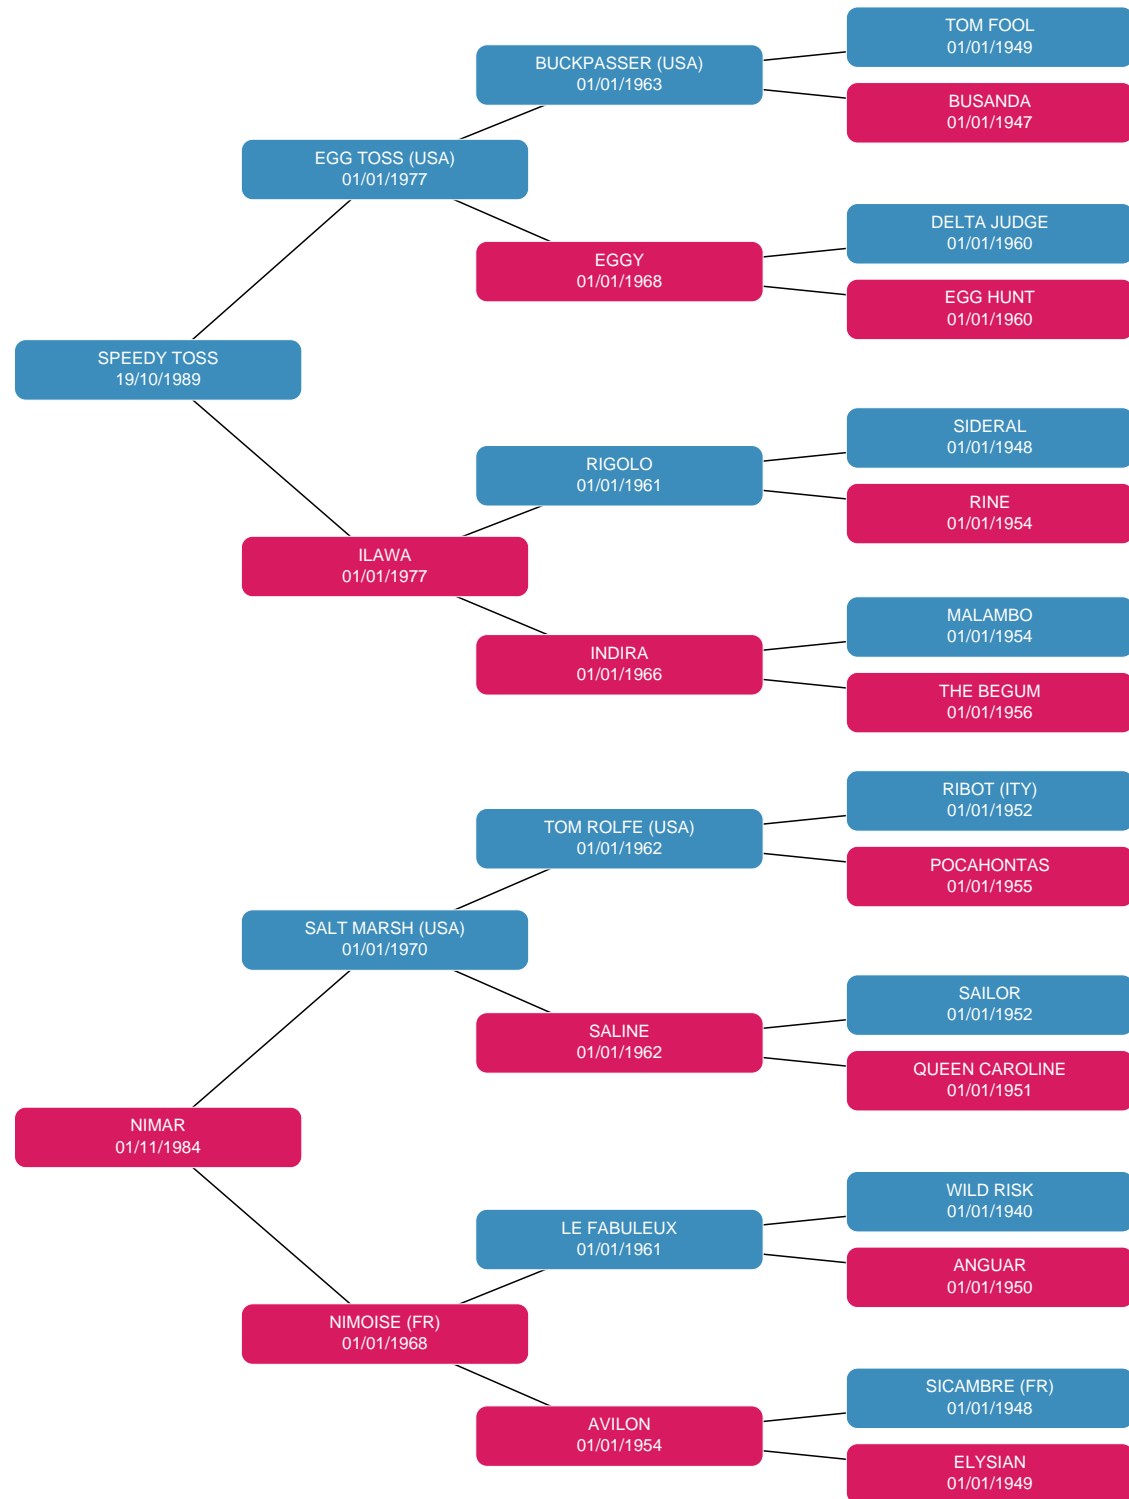 TOM FOOL
01/01/1949
BUCKPASSER (USA)
01/01/1963
BUSANDA
01/01/1947
EGG TOSS (USA)
01/01/1977
DELTA JUDGE
01/01/1960
EGGY
01/01/1968
EGG HUNT
01/01/1960
SPEEDY TOSS
19/10/1989
SIDERAL
01/01/1948
RIGOLO
01/01/1961
RINE
01/01/1954
ILAWA
01/01/1977
MALAMBO
01/01/1954
INDIRA
01/01/1966
THE BEGUM
01/01/1956
RIBOT (ITY)
01/01/1952
TOM ROLFE (USA)
01/01/1962
POCAHONTAS
01/01/1955
SALT MARSH (USA)
01/01/1970
SAILOR
01/01/1952
SALINE
01/01/1962
QUEEN CAROLINE
01/01/1951
NIMAR
01/11/1984
WILD RISK
01/01/1940
LE FABULEUX
01/01/1961
ANGUAR
01/01/1950
NIMOISE (FR)
01/01/1968
SICAMBRE (FR)
01/01/1948
AVILON
01/01/1954
ELYSIAN
01/01/1949